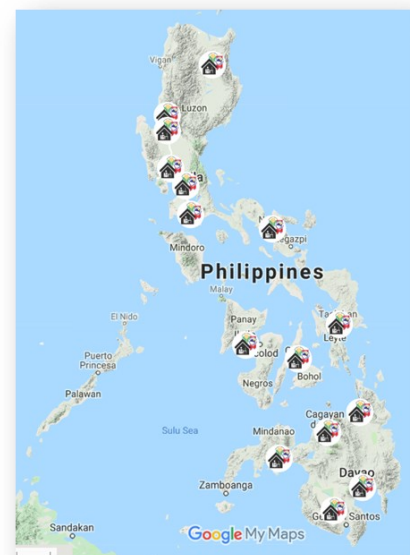 Vigan
Luzon
Mindoro
Philippines
Malay
El Nido
Panay
Puerto
Princesa
Leyte
Negros
Bohol
Palawan
Cagayan
Sulu Sea
Mindanao
Davao
Zamboanga
Santos
Sandakan
Google My Maps